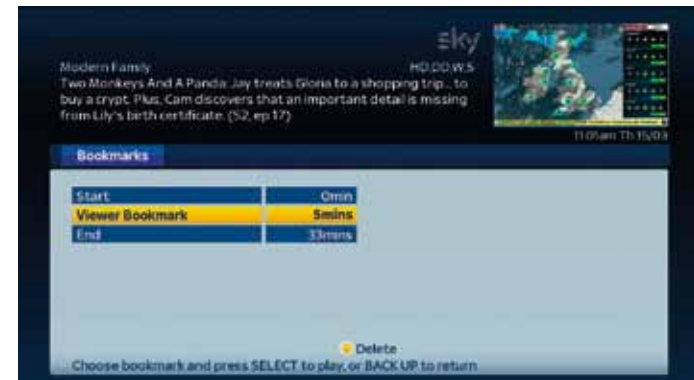 sky
Modern Family HD,DD,W,S
Two Monkeys And A Panda: Jay treats Gloria to a shopping trip... to
buy a crypt. Plus, Cam discovers that an important detail is missing
from Lily's birth certificate. (S2, ep 17)
11.01am Th 15/03
Bookmarks
Start 0min
Viewer Bookmark 5mins
End 33mins
Delete
Choose bookmark and press SELECT to play, or BACK UP to return